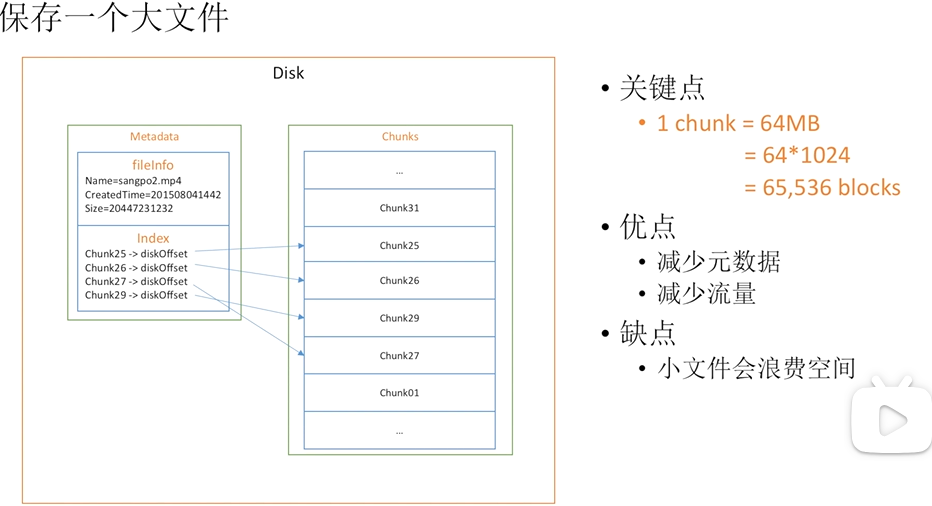 保存一个大文件
Disk
Metadata
fileInfo
Name=sangpo2.mp4
CreatedTime=201508041442
Size=20447231232
Index
Chunk25 -> diskOffset
Chunk26 -> diskOffset
Chunk27 -> diskOffset
Chunk29 -> diskOffset
Chunks
...
Chunk31
Chunk25
Chunk26
Chunk29
Chunk27
Chunk01
...
• 关键点
• 1 chunk = 64MB
= 64*1024
= 65,536 blocks
• 优点
• 减少元数据
• 减少流量
• 缺点
• 小文件会浪费空间